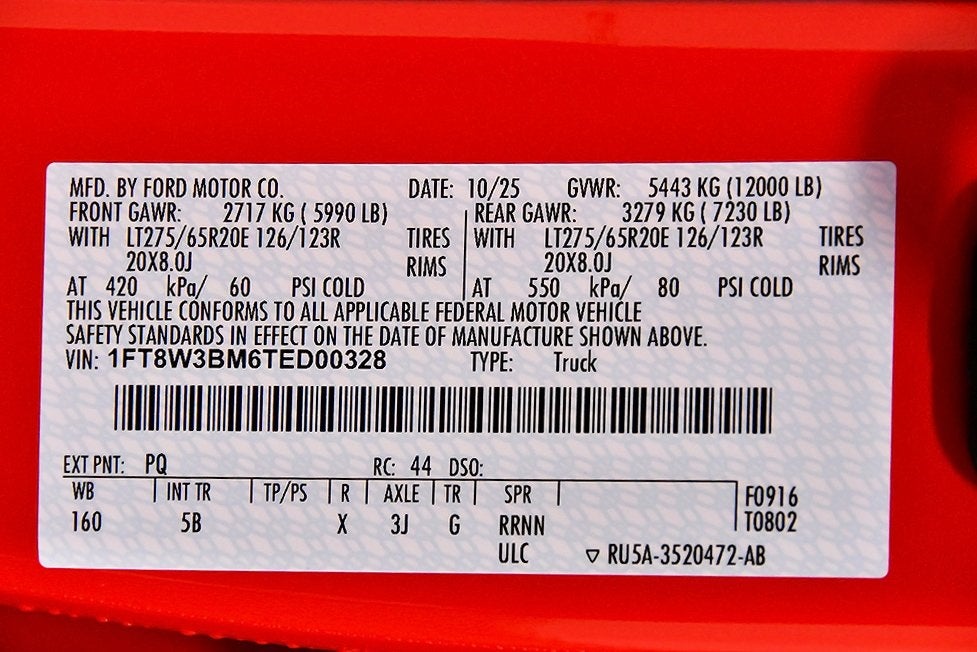 MFD. BY FORD MOTOR CO. DATE: 10/25 GVWR: 5443 KG (12000 LB)
FRONT GAWR: 2717 KG ( 5990 LB) REAR GAWR: 3279 KG ( 7230 LB)
WITH LT275/65R20E 126/123R TIRES WITH LT275/65R20E 126/123R TIRES
20X8.0J RIMS 20X8.0J RIMS
AT 420 kPa/ 60 PSI COLD AT 550 kPa/ 80 PSI COLD
THIS VEHICLE CONFORMS TO ALL APPLICABLE FEDERAL MOTOR VEHICLE
SAFETY STANDARDS IN EFFECT ON THE DATE OF MANUFACTURE SHOWN ABOVE.
VIN: 1FT8W3BM6TED00328 TYPE: Truck
EXT PNT: PQ RC: 44 DSO:
WB INT TR TP/PS R AXLE TR SPR F0916
160 5B X 3J G RRNN T0802
ULC ▽ RU5A-3520472-AB